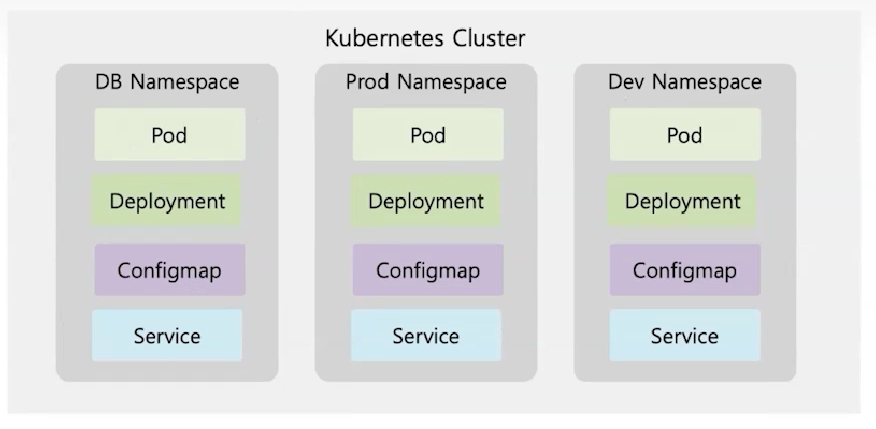 Kubernetes Cluster
DB Namespace
Pod
Deployment
Configmap
Service
Prod Namespace
Pod
Deployment
Configmap
Service
Dev Namespace
Pod
Deployment
Configmap
Service